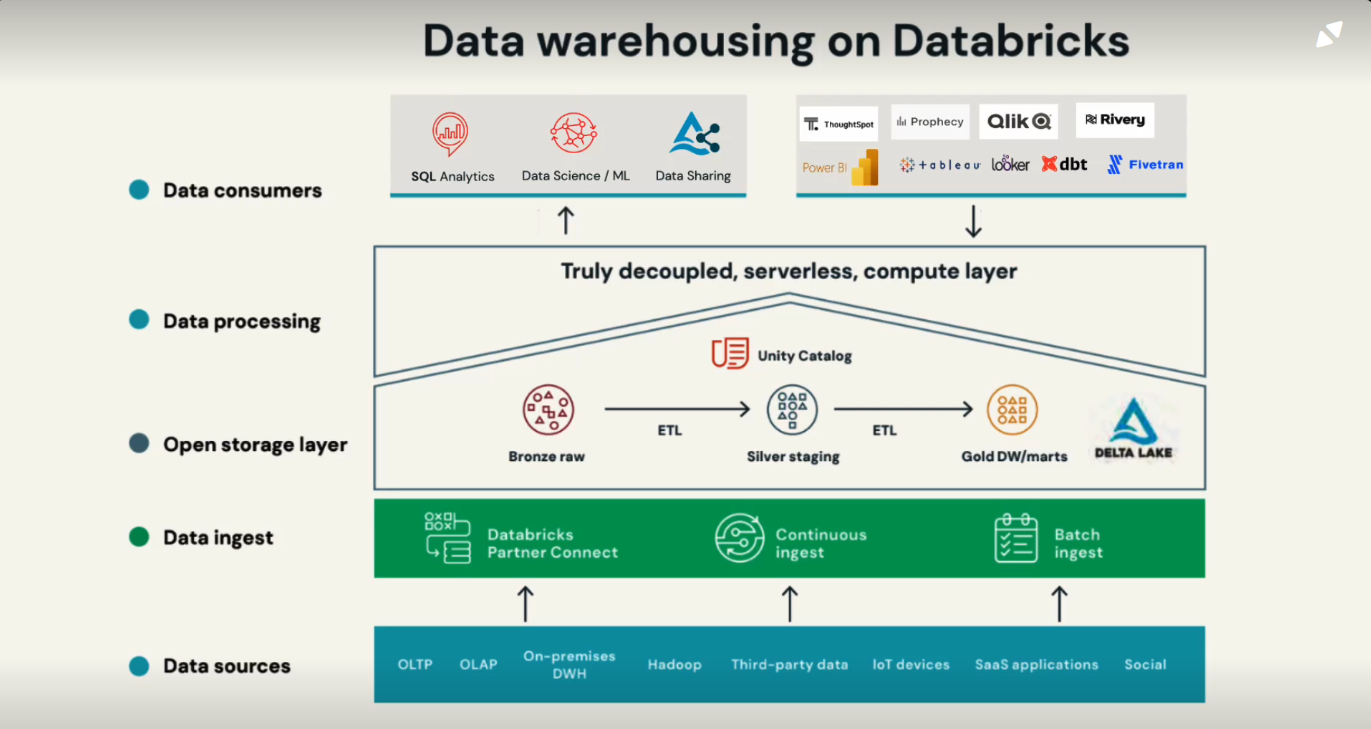 Data warehousing on Databricks
Data consumers
SQL Analytics
Data Science / ML
Data Sharing
ThoughtSpot
Prophecy
Qlik
Rivery
Power BI
+ableau
looker
dbt
Fivetran
Data processing
Truly decoupled, serverless, compute layer
Unity Catalog
Open storage layer
Bronze raw
ETL
Silver staging
ETL
Gold DW/marts
DELTA LAKE
Data ingest
Databricks
Partner Connect
Continuous
ingest
Batch
ingest
Data sources
OLTP
OLAP
On-premises
DWH
Hadoop
Third-party data
IoT devices
SaaS applications
Social